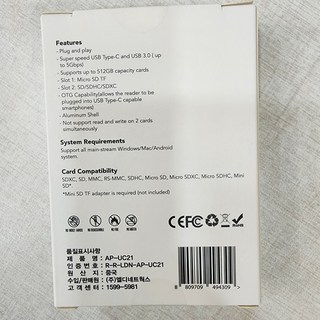 Features
- Plug and play
- Super speed USB Type-C and USB 3.0 ( up
to 5Gbps)
- Supports up to 512GB capacity cards
- Slot 1: Micro SD TF
- Slot 2: SD/SDHC/SDXC
- OTG Capability(allows the reader to be
plugged into USB Type-C capable
smartphones)
- Aluminum Shell
- Not support read and write on 2 cards
simultaneously
System Requirements
Support all main-stream Windows/Mac/Android
system.
Card Compatibility
SDXC, SD, MMC, RS-MMC, SDHC, Micro SD, Micro SDXC, Micro SDHC, Mini
SD*.
*Mini SD TF adapter is required (not included)
FCC CE
품질표시사항
제 품 명 : AP-UC21
인 증 번 호 : R-R-LDN-AP-UC21
원 산 지 : 중국
수입/판매원 : (주)엘디네트웍스
고 객 센 터 : 1599-5981
8 809709 494309 >